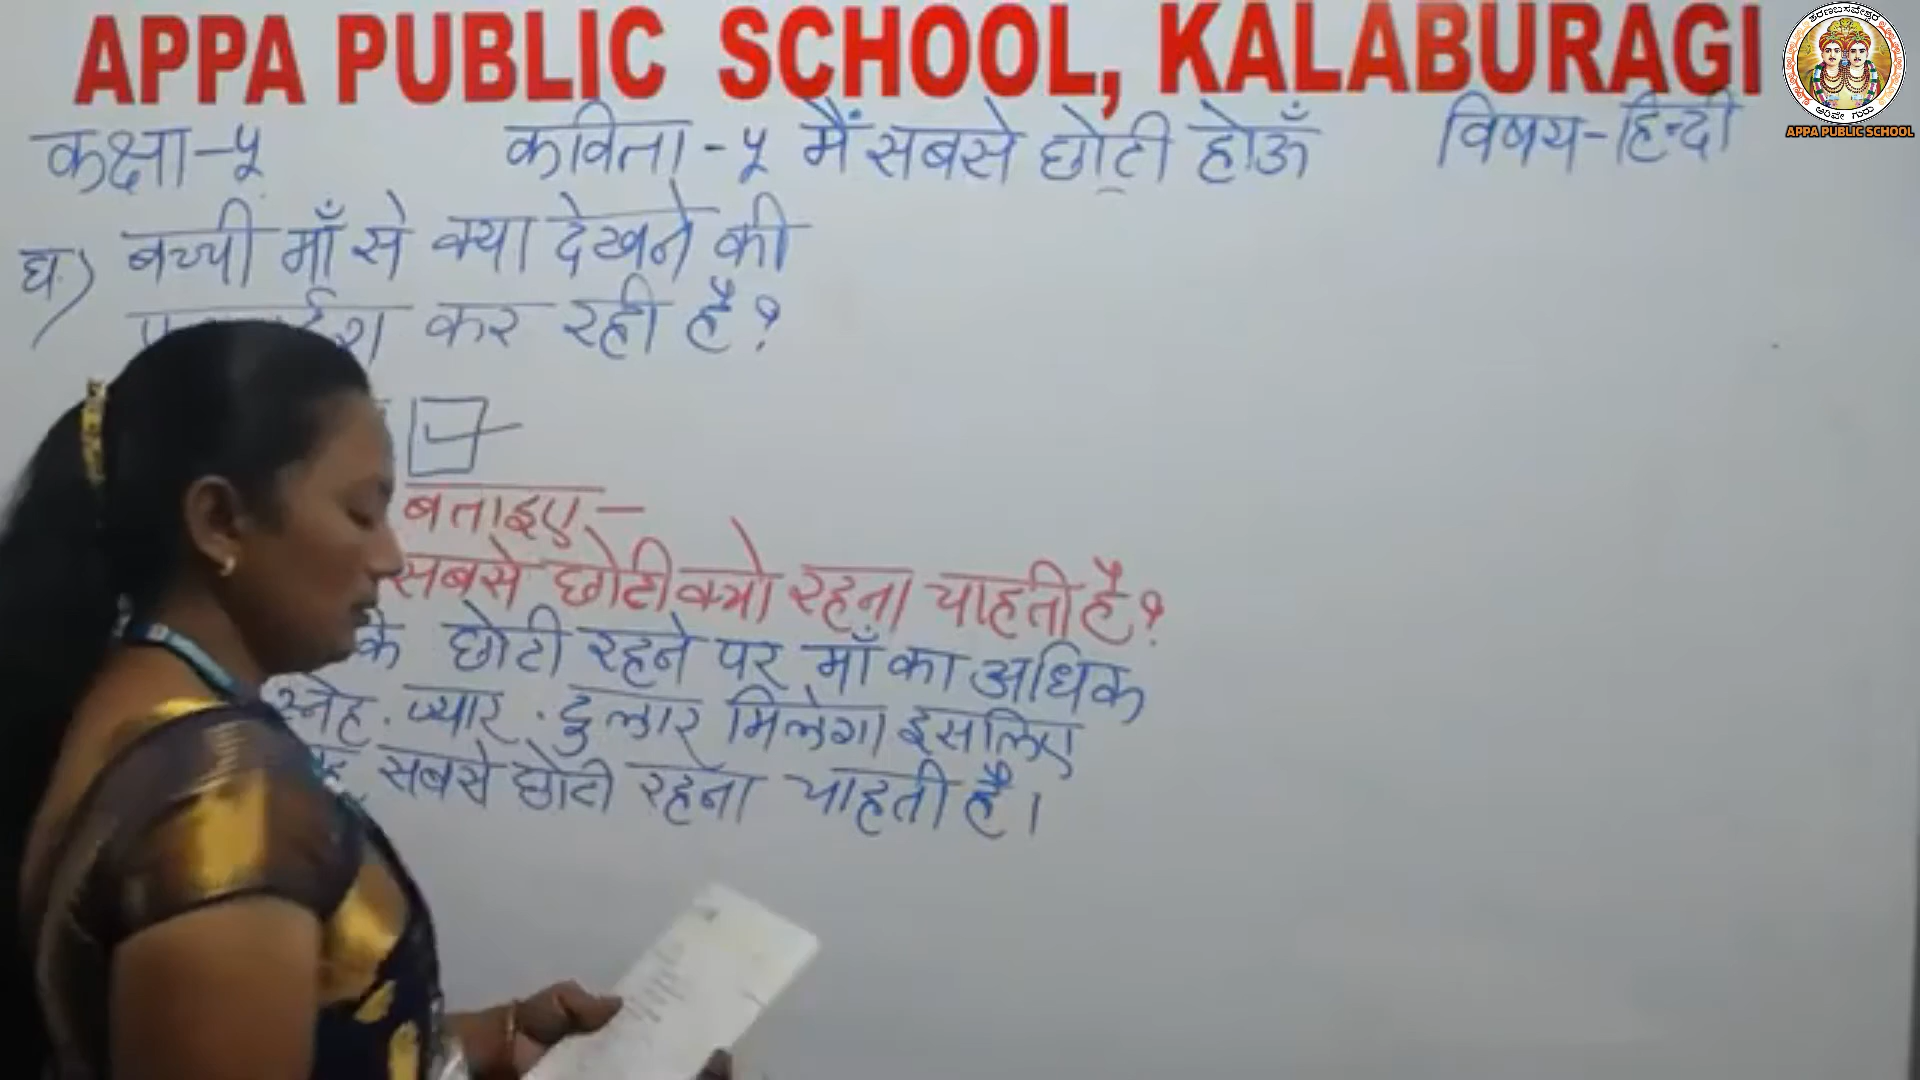 APPA PUBLIC SCHOOL, KALABURAGI
APPA PUBLIC SCHOOL
कक्षा-५ कविता-५ मैं सबसे छोटी होऊँ विषय-हिन्दी
घ) बच्ची माँ से क्या देखने की
कर रही है?
बताइए-
सबसे छोटी क्यो रहना चाहती है?
के छोटी रहने पर माँ का अधिक
स्नेह. प्यार. दुलार मिलेगा इसलिए
सबसे छोटी रहना चाहती है।